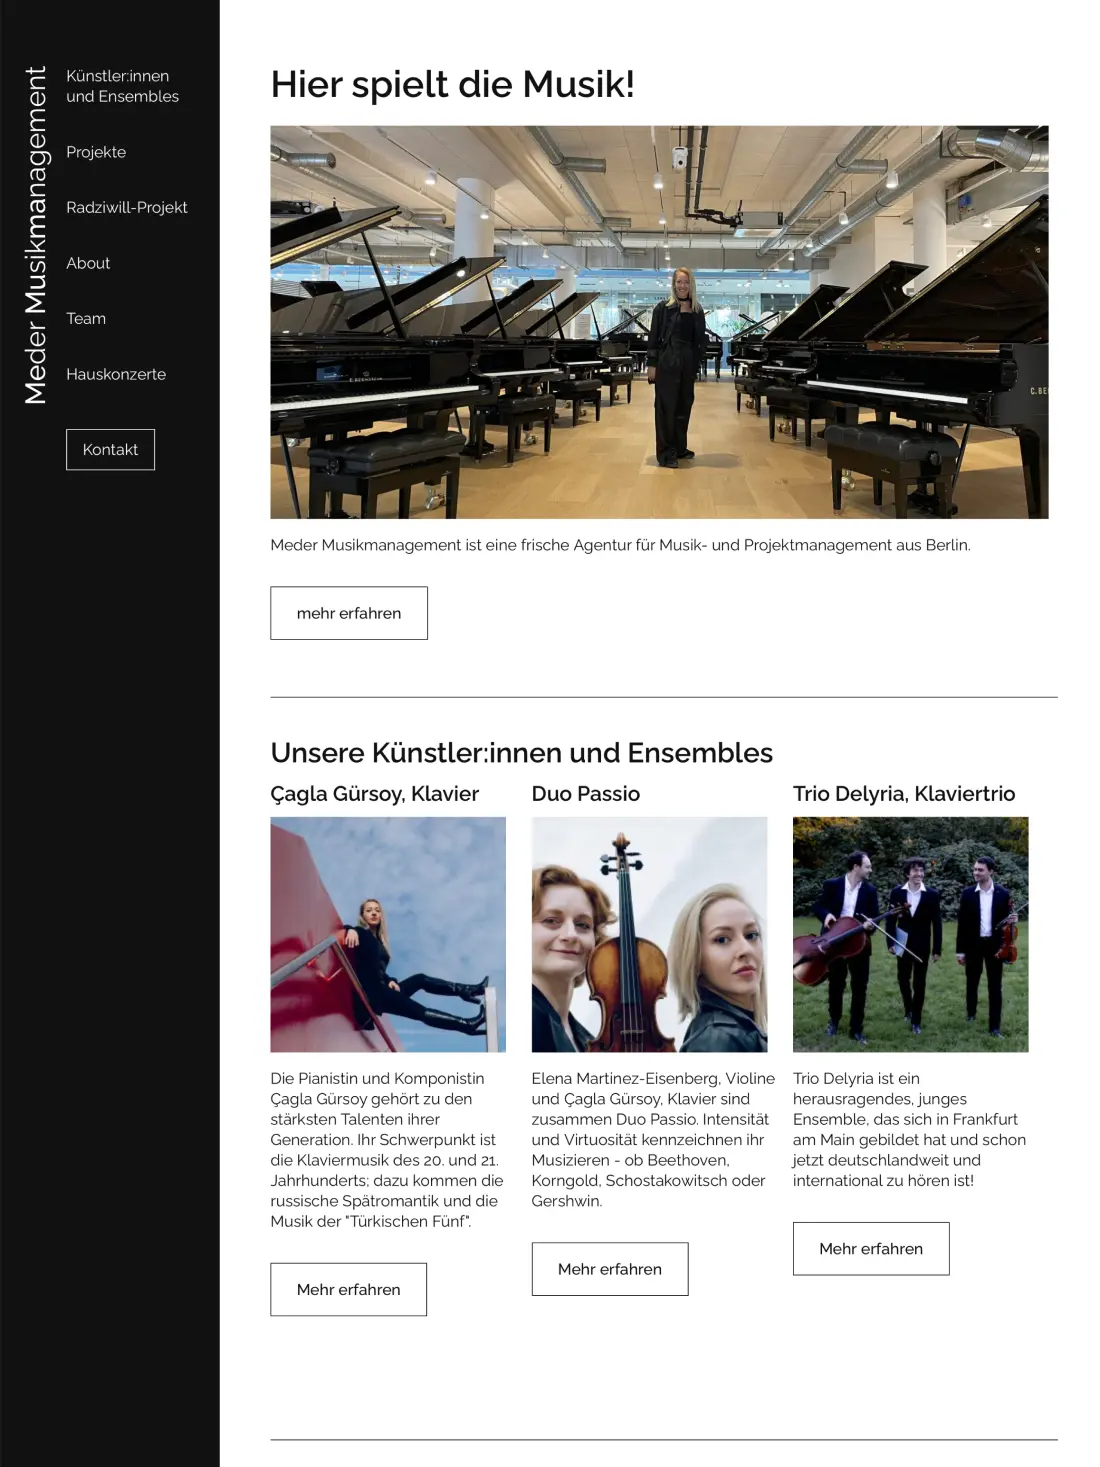 Meder Musikmanagement
Künstler:innen
und Ensembles
Projekte
Radziwill-Projekt
About
Team
Hauskonzerte
Kontakt
Hier spielt die Musik!
C. BE
Meder Musikmanagement ist eine frische Agentur für Musik- und Projektmanagement aus Berlin.
mehr erfahren
Unsere Künstler:innen und Ensembles
Çagla Gürsoy, Klavier
Die Pianistin und Komponistin
Çagla Gürsoy gehört zu den
stärksten Talenten ihrer
Generation. Ihr Schwerpunkt ist
die Klaviermusik des 20. und 21.
Jahrhunderts; dazu kommen die
russische Spätromantik und die
Musik der "Türkischen Fünf".
Mehr erfahren
Duo Passio
Elena Martinez-Eisenberg, Violine
und Çagla Gürsoy, Klavier sind
zusammen Duo Passio. Intensität
und Virtuosität kennzeichnen ihr
Musizieren - ob Beethoven,
Korngold, Schostakowitsch oder
Gershwin.
Mehr erfahren
Trio Delyria, Klaviertrio
Trio Delyria ist ein
herausragendes, junges
Ensemble, das sich in Frankfurt
am Main gebildet hat und schon
jetzt deutschlandweit und
international zu hören ist!
Mehr erfahren